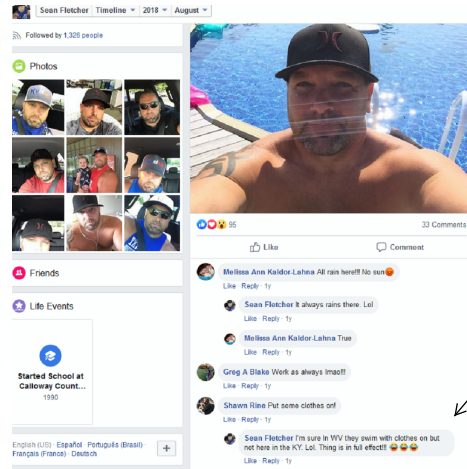 Sean Fletcher Timeline 2018 August
Followed by 1,326 people
Photos
95
33 Comments
Like Comment
Melissa Ann Kaldor-Lahna All rain here!!! No sun
Like · Reply · 1y
Sean Fletcher It always rains there. Lol
Like · Reply · 1y
Melissa Ann Kaldor-Lahna True
Like · Reply · 1y
Greg A Blake Work as always lmso!!!
Like · Reply · 1y
Shawn Rine Put some clothes on!
Like · Reply · 1y
Sean Fletcher I'm sure In WV they swim with clothes on but
not here in the KY. Lol. Thing is in full effect!!! 😂😂😂
Like · Reply · 1y
Friends
Life Events
Started School at
Calloway Count...
1990
English (US) · Español · Português (Brasil) ·
Français (France) · Deutsch